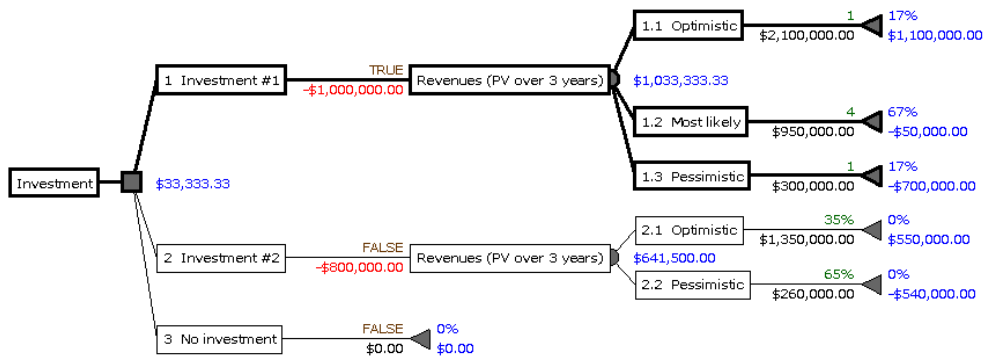 1.1 Optimistic
1
$2,100,000.00
17%
$1,100,000.00
1 Investment #1
TRUE
-$1,000,000.00
Revenues (PV over 3 years)
$1,033,333.33
1.2 Most likely
4
$950,000.00
67%
-$50,000.00
1.3 Pessimistic
1
$300,000.00
17%
-$700,000.00
Investment
$33,333.33
2.1 Optimistic
35%
$1,350,000.00
0%
$550,000.00
2 Investment #2
FALSE
-$800,000.00
Revenues (PV over 3 years)
$641,500.00
2.2 Pessimistic
65%
$260,000.00
0%
-$540,000.00
3 No investment
FALSE
$0.00
0%
$0.00